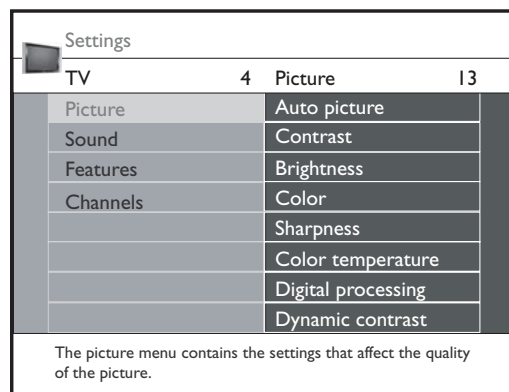 Settings
TV 4 Picture 13
Picture Auto picture
Sound Contrast
Features Brightness
Channels Color
Sharpness
Color temperature
Digital processing
Dynamic contrast
The picture menu contains the settings that affect the quality
of the picture.